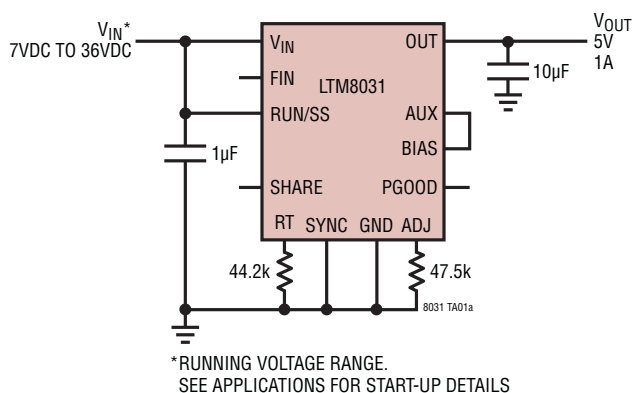 VIN*
7VDC TO 36VDC
VIN
FIN
RUN/SS
1µF
SHARE
LTM8031
OUT
AUX
BIAS
PGOOD
RT SYNC GND ADJ
VOUT
5V
1A
10µF
44.2k
47.5k
8031 TA01a
*RUNNING VOLTAGE RANGE.
SEE APPLICATIONS FOR START-UP DETAILS